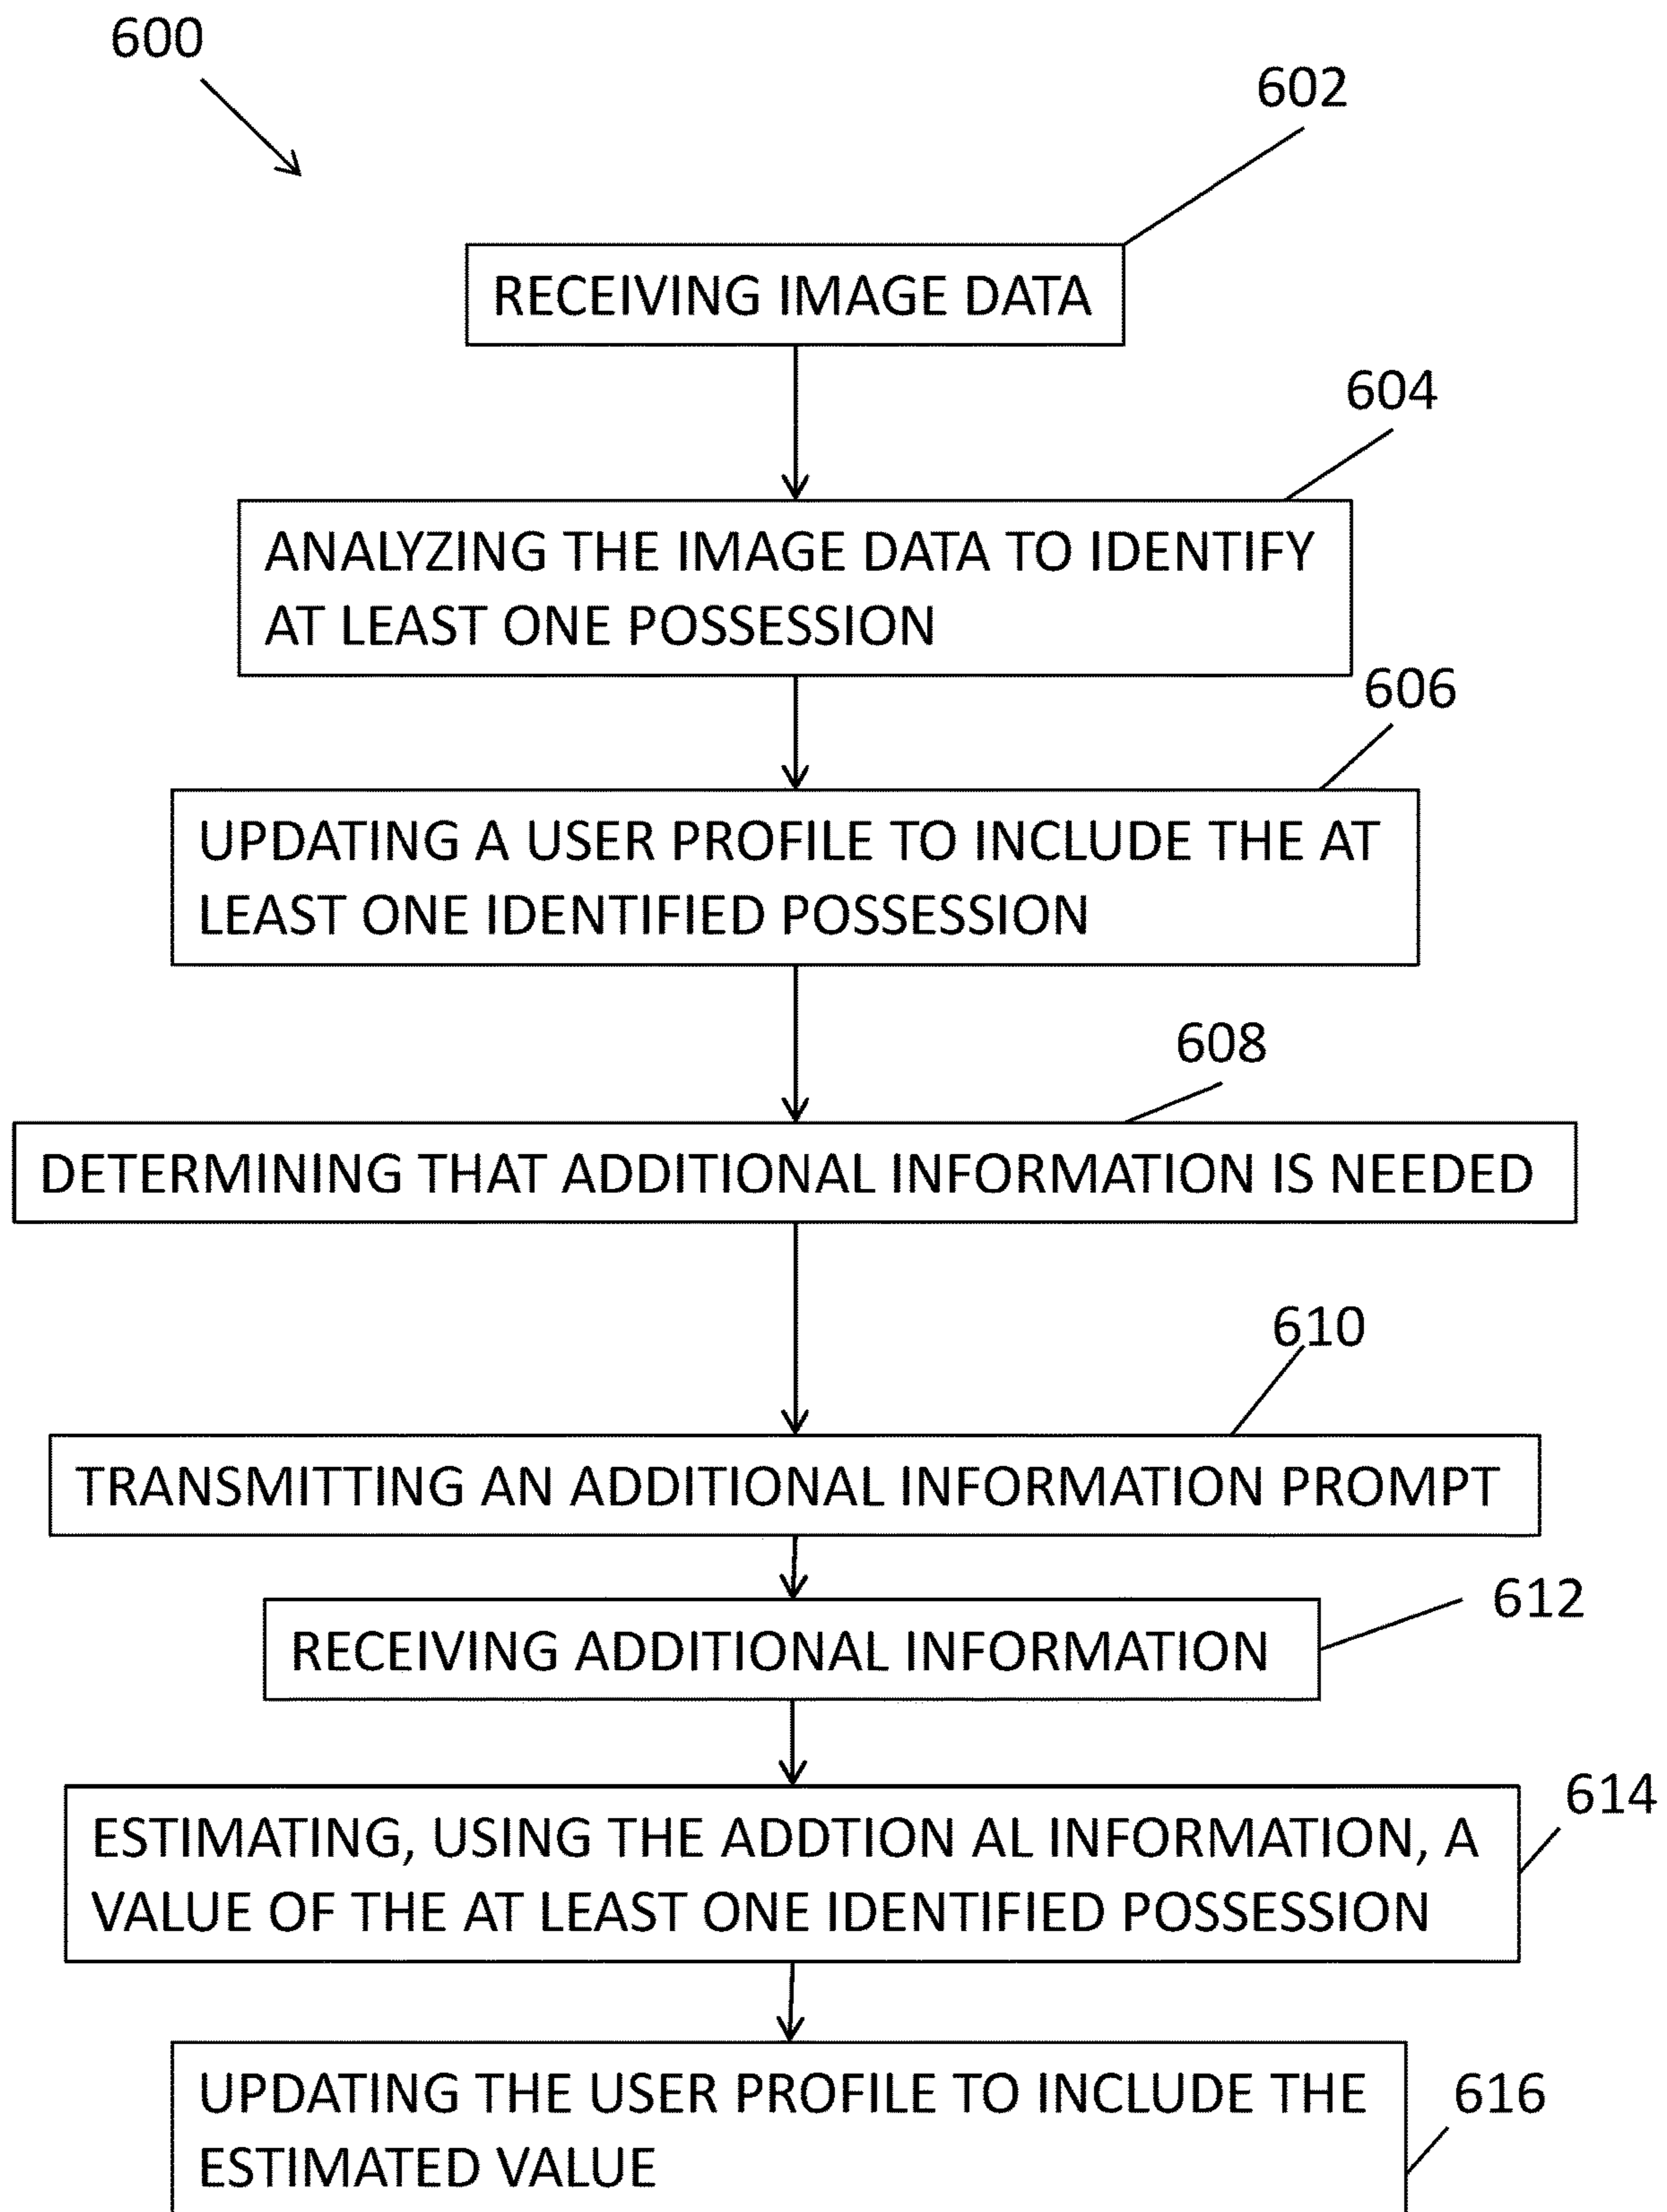 600
602
RECEIVING IMAGE DATA
604
ANALYZING THE IMAGE DATA TO IDENTIFY
AT LEAST ONE POSSESSION
606
UPDATING A USER PROFILE TO INCLUDE THE AT
LEAST ONE IDENTIFIED POSSESSION
608
DETERMINING THAT ADDITIONAL INFORMATION IS NEEDED
610
TRANSMITTING AN ADDITIONAL INFORMATION PROMPT
612
RECEIVING ADDITIONAL INFORMATION
614
ESTIMATING, USING THE ADDTION AL INFORMATION, A
VALUE OF THE AT LEAST ONE IDENTIFIED POSSESSION
UPDATING THE USER PROFILE TO INCLUDE THE
616
ESTIMATED VALUE